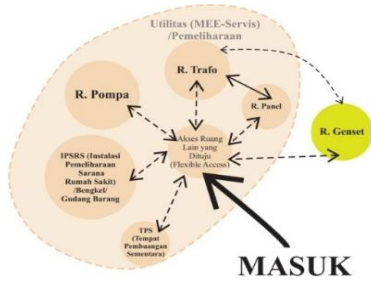 Utilitas (MEE-Servis)
/Pemeliharaan
R. Trafo
R. Pompa
R. Panel
R. Genset
Akses Ruang
Lain yang
Dituju
(Flexible Access)
IPSRS (Instalasi
Pemeliharaan
Sarana
Rumah Sakit)
/Bengkel/
Gudang Barang
TPS
(Tempat
Pembuangan
Sementara)
MASUK